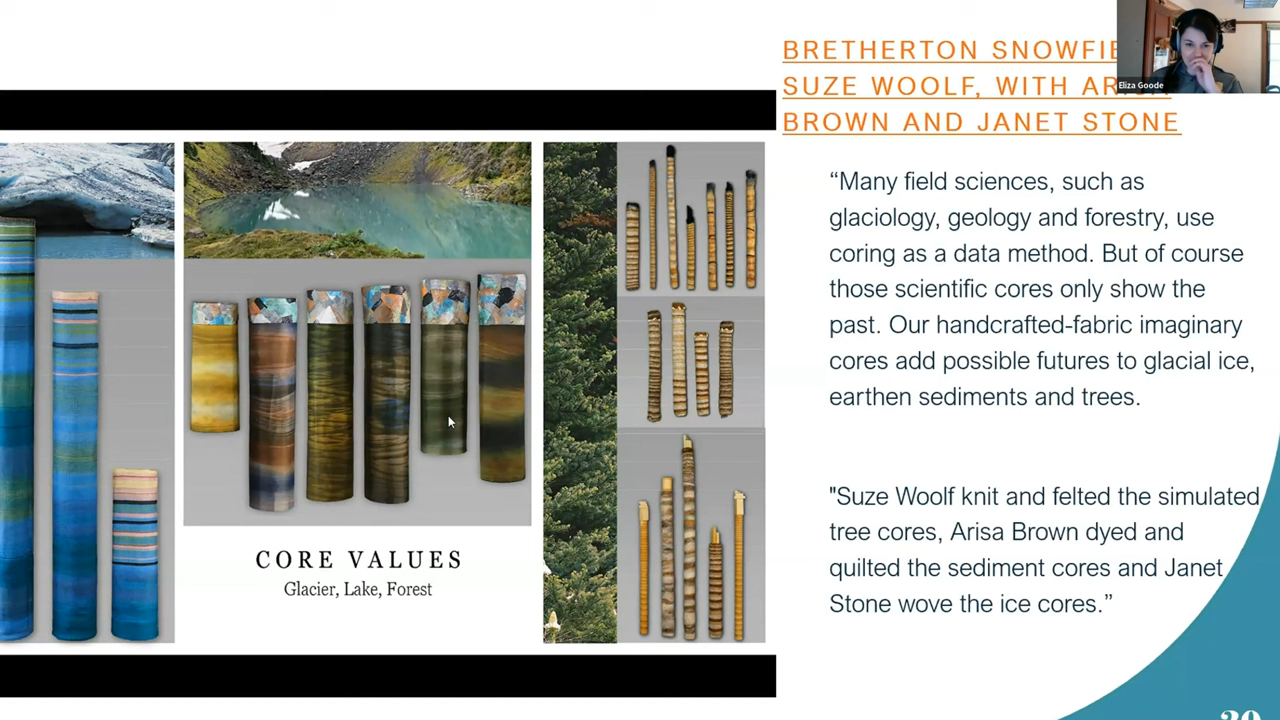 BRETHERTON SNOWFIE
SUZE WOOLF, WITH ARISA
BROWN AND JANET STONE
Eliza Goode
“Many field sciences, such as
glaciology, geology and forestry, use
coring as a data method. But of course
those scientific cores only show the
past. Our handcrafted-fabric imaginary
cores add possible futures to glacial ice,
earthen sediments and trees.
"Suze Woolf knit and felted the simulated
tree cores, Arisa Brown dyed and
quilted the sediment cores and Janet
Stone wove the ice cores.”
CORE VALUES
Glacier, Lake, Forest